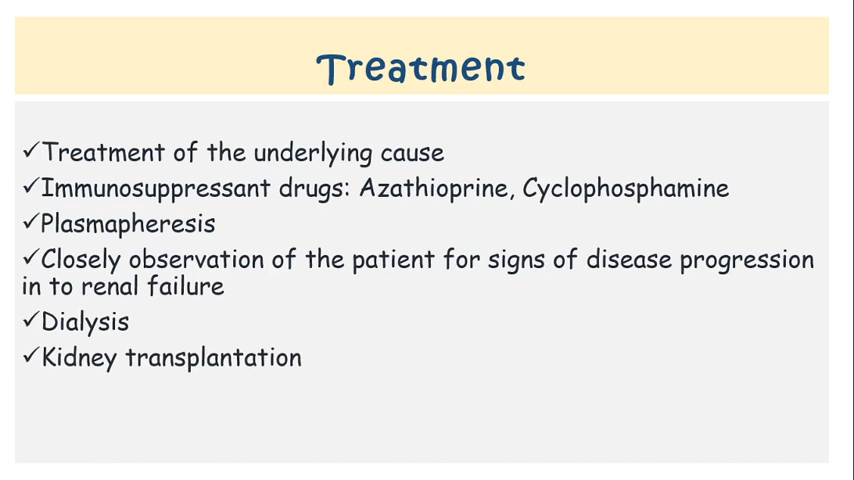 Treatment
✓Treatment of the underlying cause
✓Immunosuppressant drugs: Azathioprine, Cyclophosphamine
✓Plasmapheresis
✓Closely observation of the patient for signs of disease progression
in to renal failure
✓Dialysis
✓Kidney transplantation